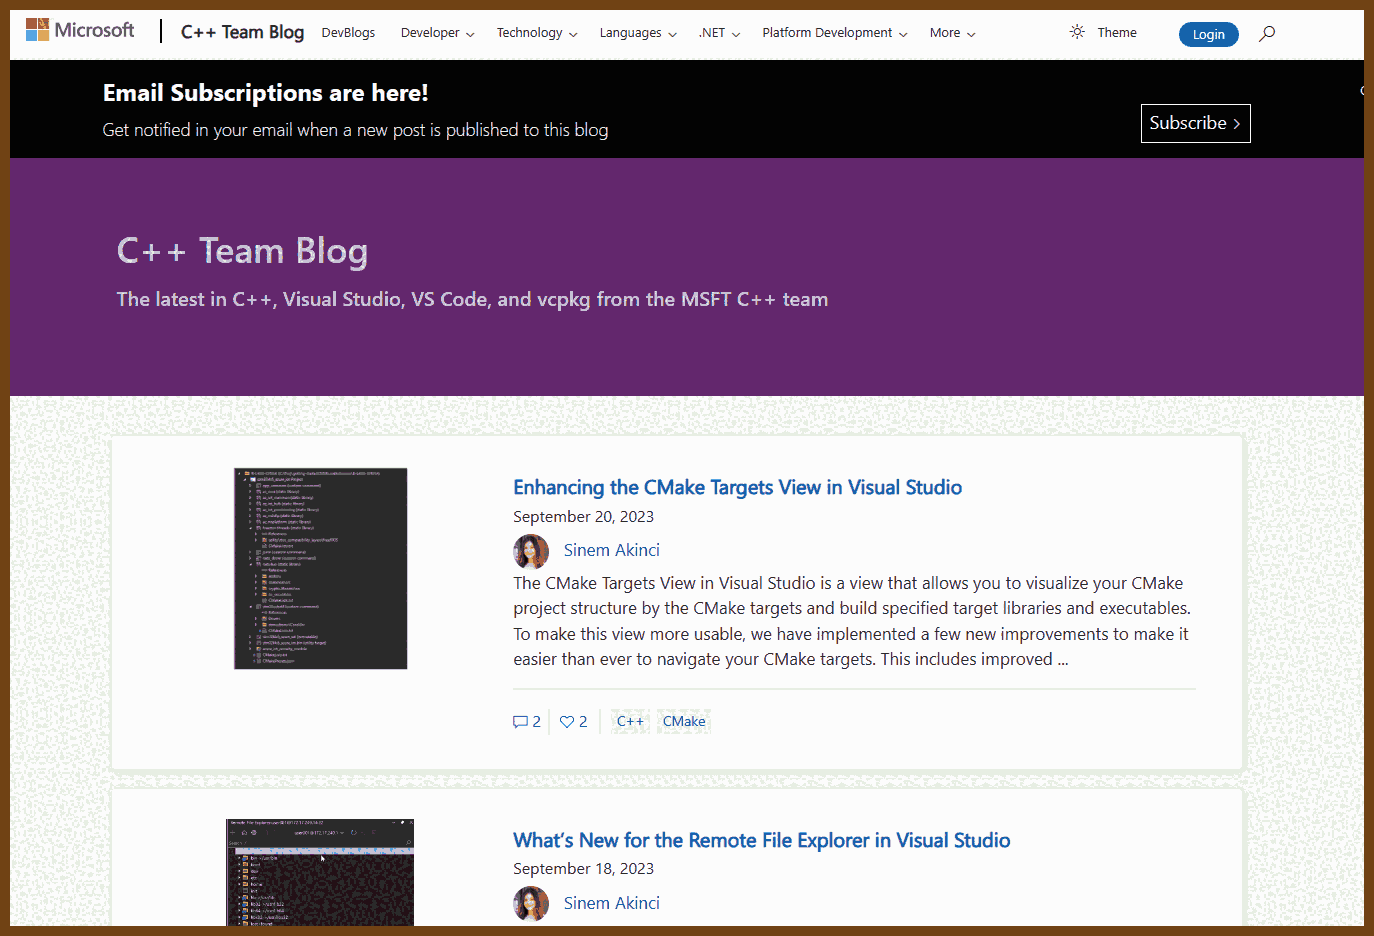 Microsoft C++ Team Blog DevBlogs Developer Technology Languages .NET Platform Development More Theme Login
Email Subscriptions are here!
Get notified in your email when a new post is published to this blog
Subscribe
C++ Team Blog
The latest in C++, Visual Studio, VS Code, and vcpkg from the MSFT C++ team
Enhancing the CMake Targets View in Visual Studio
September 20, 2023
Sinem Akinci
The CMake Targets View in Visual Studio is a view that allows you to visualize your CMake
project structure by the CMake targets and build specified target libraries and executables.
To make this view more usable, we have implemented a few new improvements to make it
easier than ever to navigate your CMake targets. This includes improved ...
2 2 C++ CMake
What's New for the Remote File Explorer in Visual Studio
September 18, 2023
Sinem Akinci